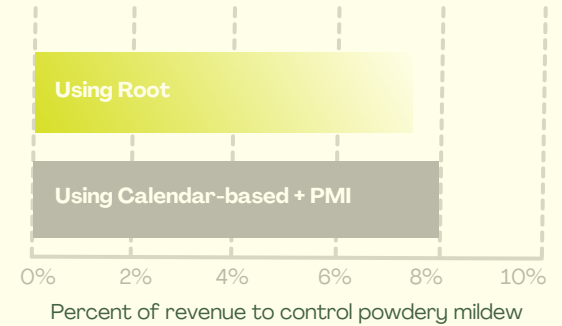 Using Root
Using Calendar-based + PMI
0% 2% 4% 6% 8% 10%
Percent of revenue to control powdery mildew